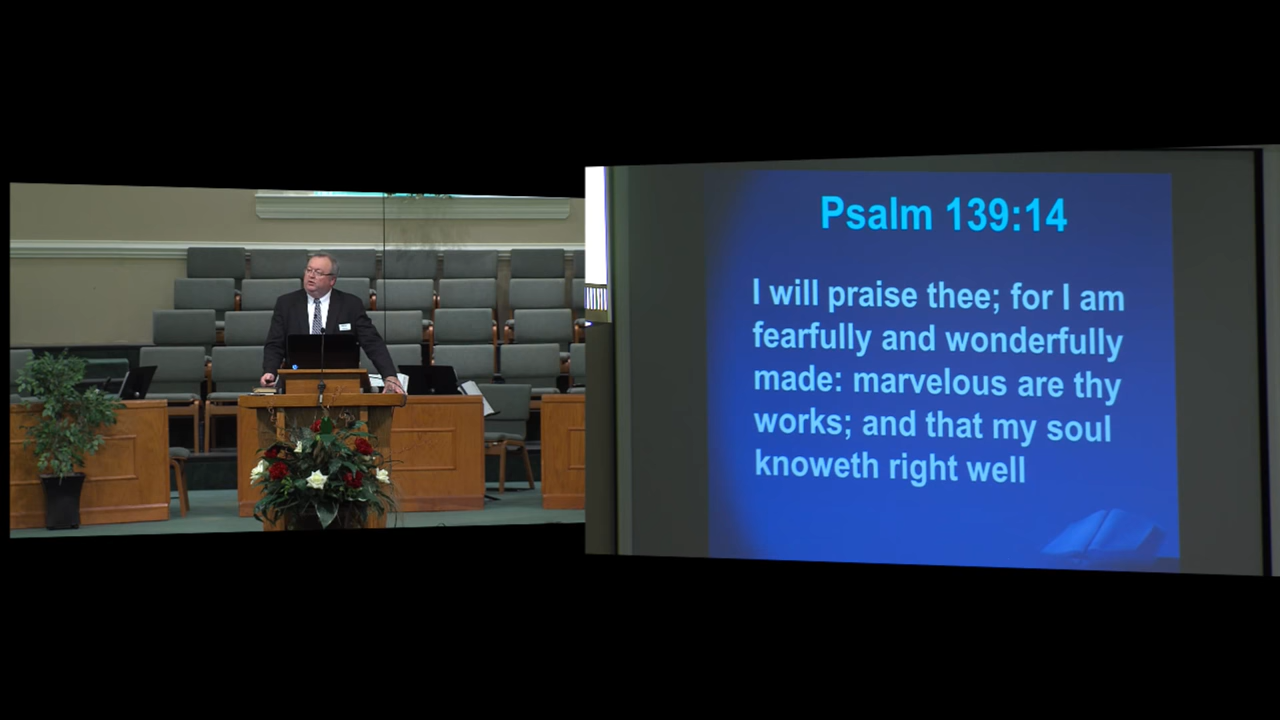 Psalm 139:14
I will praise thee; for I am
fearfully and wonderfully
made: marvelous are thy
works; and that my soul
knoweth right well